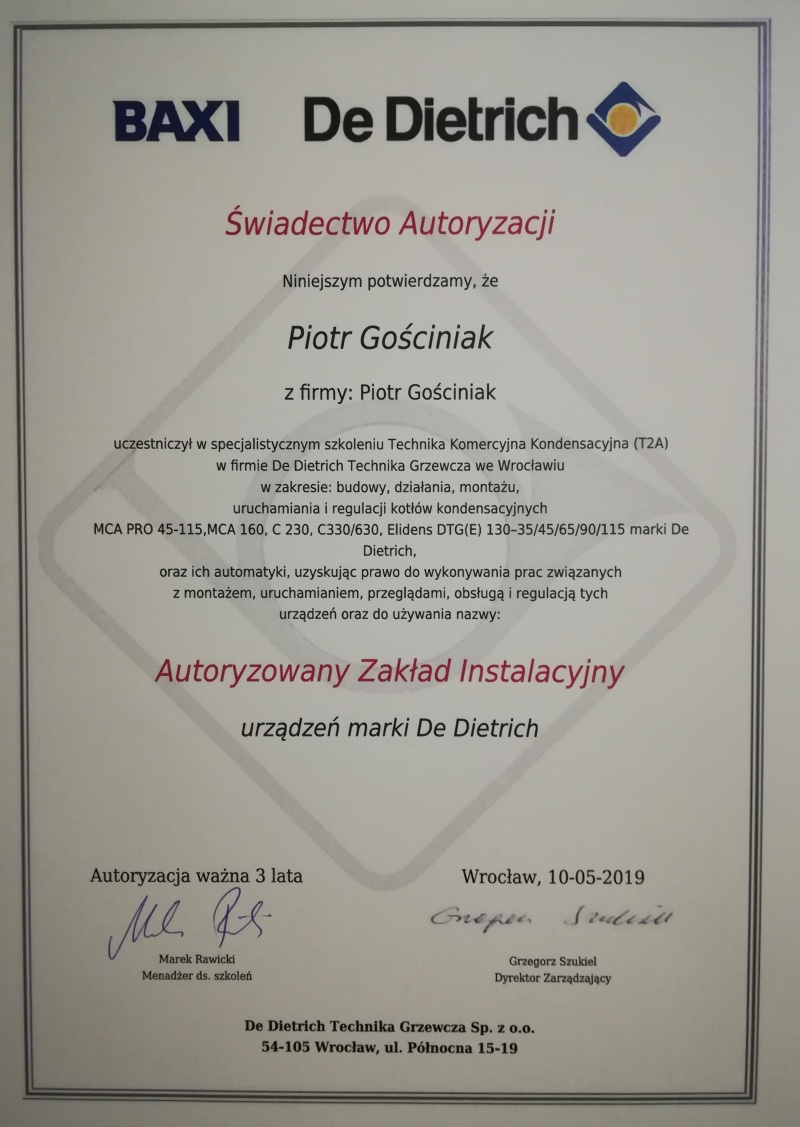 BAXI De Dietrich
Świadectwo Autoryzacji
Niniejszym potwierdzamy, że
Piotr Gościniak
z firmy: Piotr Gościniak
uczestniczył w specjalistycznym szkoleniu Technika Komercyjna Kondensacyjna (T2A)
w firmie De Dietrich Technika Grzewcza we Wrocławiu
w zakresie: budowy, działania, montażu,
uruchamiania i regulacji kotłów kondensacyjnych
MCA PRO 45-115,MCA 160, C 230, C330/630, Elidens DTG(E) 130–35/45/65/90/115 marki De
Dietrich,
oraz ich automatyki, uzyskując prawo do wykonywania prac związanych
z montażem, uruchamianiem, przeglądami, obsługą i regulacją tych
urządzeń oraz do używania nazwy:
Autoryzowany Zakład Instalacyjny
urządzeń marki De Dietrich
Autoryzacja ważna 3 lata
Wrocław, 10-05-2019
Marek Rawicki
Menadżer ds. szkoleń
Grzegorz Szukiel
Dyrektor Zarządzający
De Dietrich Technika Grzewcza Sp. z o.o.
54-105 Wrocław, ul. Północna 15-19